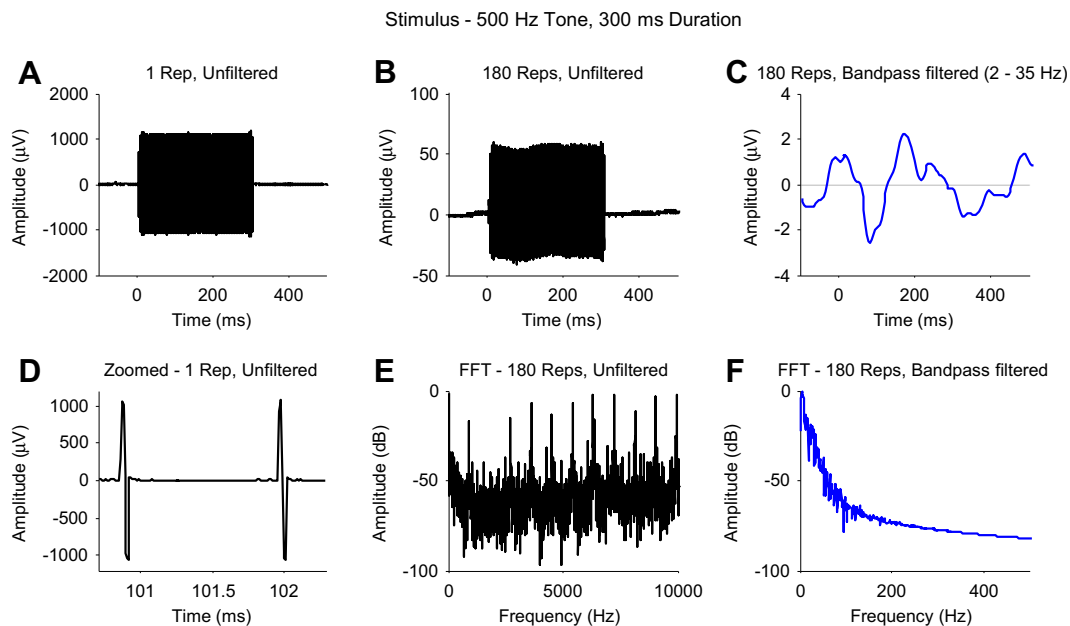 Stimulus - 500 Hz Tone, 300 ms Duration
A
1 Rep, Unfiltered
Amplitude (µV)
2000
1000
0
-1000
-2000
0
200
400
Time (ms)
B
180 Reps, Unfiltered
Amplitude (µV)
100
50
0
-50
0
200
400
Time (ms)
C
180 Reps, Bandpass filtered (2 - 35 Hz)
Amplitude (µV)
4
2
0
-2
-4
0
200
400
Time (ms)
D
Zoomed - 1 Rep, Unfiltered
Amplitude (µV)
1000
500
0
-500
-1000
101
101.5
102
Time (ms)
E
FFT - 180 Reps, Unfiltered
Amplitude (dB)
0
-50
-100
0
5000
10000
Frequency (Hz)
F
FFT - 180 Reps, Bandpass filtered
Amplitude (dB)
0
-50
-100
0
200
400
Frequency (Hz)